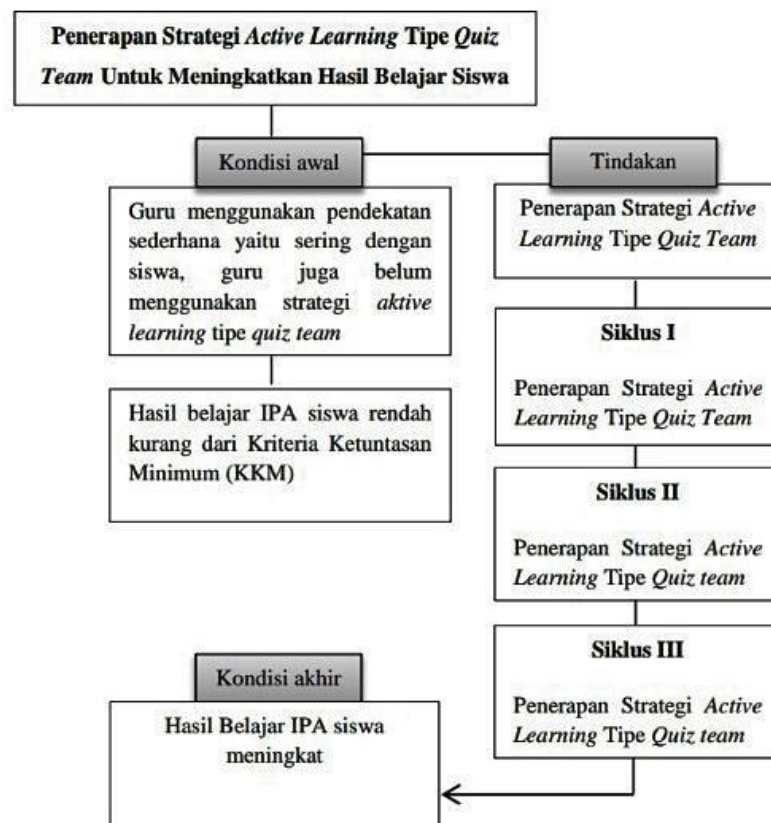 Penerapan Strategi Active Learning Tipe Quiz
Team Untuk Meningkatkan Hasil Belajar Siswa
Kondisi awal
Guru menggunakan pendekatan
sederhana yaitu sering dengan
siswa, guru juga belum
menggunakan strategi aktive
learning tipe quiz team
Hasil belajar IPA siswa rendah
kurang dari Kriteria Ketuntasan
Minimum (KKM)
Tindakan
Penerapan Strategi Active
Learning Tipe Quiz Team
Siklus I
Penerapan Strategi Active
Learning Tipe Quiz Team
Siklus II
Penerapan Strategi Active
Learning Tipe Quiz team
Siklus III
Penerapan Strategi Active
Learning Tipe Quiz team
Kondisi akhir
Hasil Belajar IPA siswa
meningkat